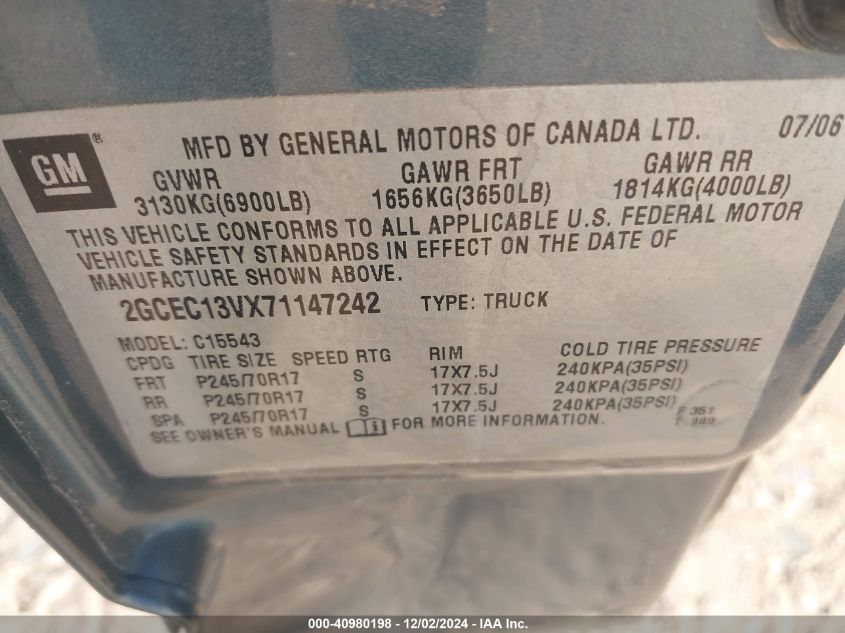 GM ®
MFD BY GENERAL MOTORS OF CANADA LTD. 07/06
GVWR GAWR FRT GAWR RR
3130KG(6900LB) 1656KG(3650LB) 1814KG(4000LB)
THIS VEHICLE CONFORMS TO ALL APPLICABLE U.S. FEDERAL MOTOR
VEHICLE SAFETY STANDARDS IN EFFECT ON THE DATE OF
MANUFACTURE SHOWN ABOVE.
2GCEC13VX71147242 TYPE: TRUCK
MODEL: C15543
CPDG TIRE SIZE SPEED RTG RIM COLD TIRE PRESSURE
FRT P245/70R17 S 17X7.5J 240KPA(35PSI)
RR P245/70R17 S 17X7.5J 240KPA(35PSI)
SPA P245/70R17 S 17X7.5J 240KPA(35PSI)
SEE OWNER'S MANUAL FOR MORE INFORMATION.
F 351
T 989
000-40980198 - 12/02/2024 - IAA Inc.